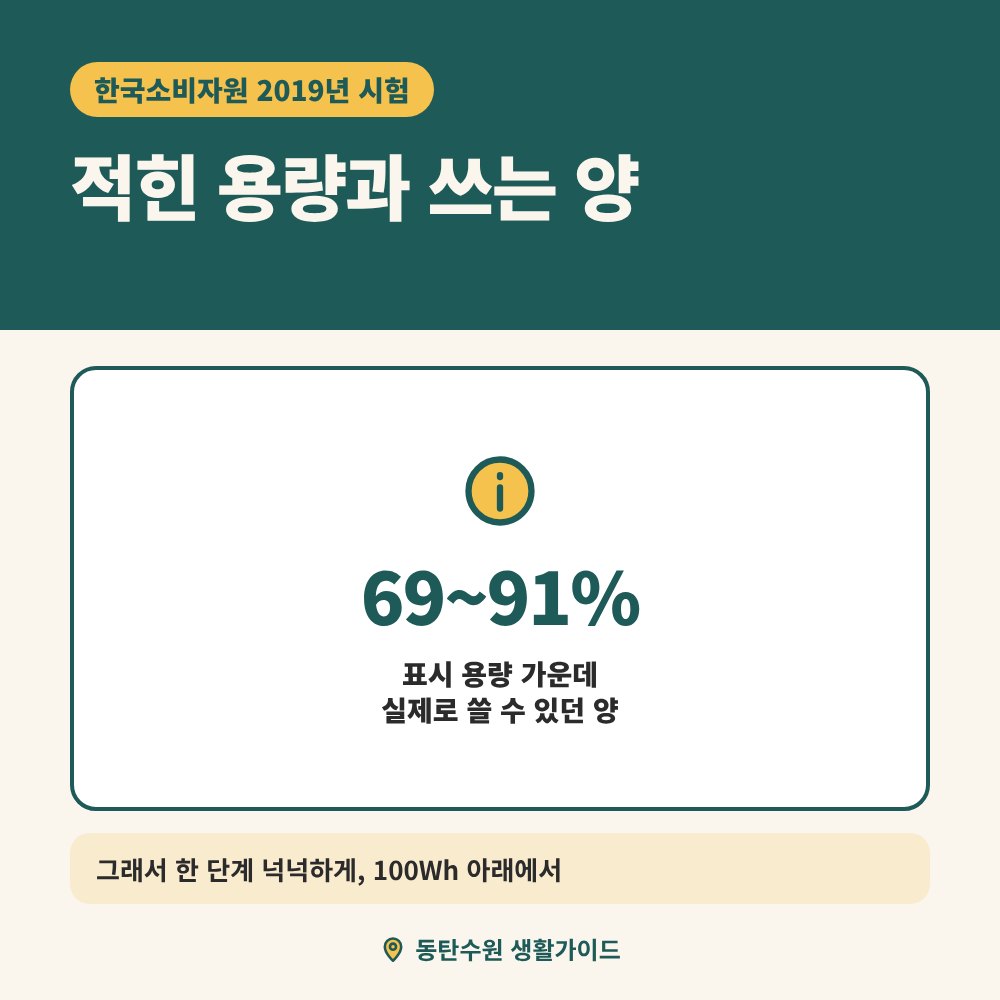 한국소비자원 2019년 시험
적힌 용량과 쓰는 양
69~91%
표시 용량 가운데
실제로 쓸 수 있던 양
그래서 한 단계 넉넉하게, 100Wh 아래에서
동탄수원 생활가이드